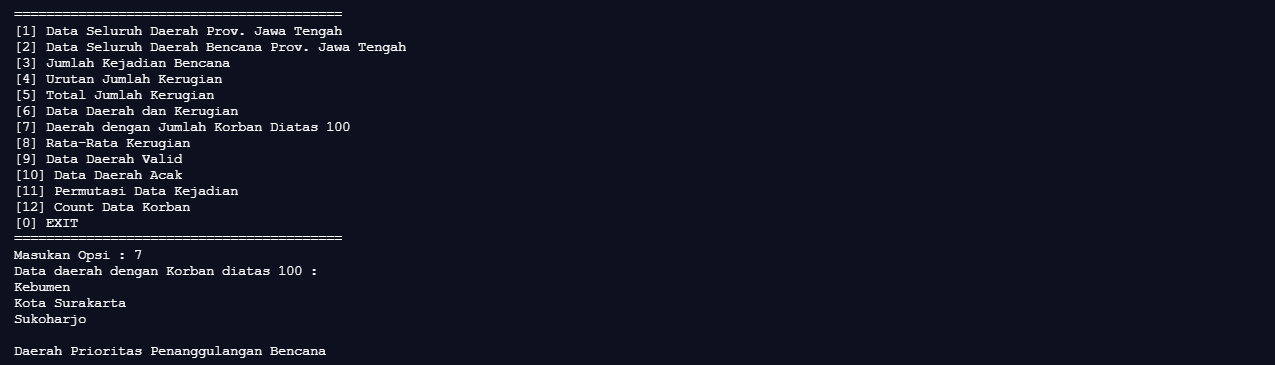 =========================================
[1] Data Seluruh Daerah Prov. Jawa Tengah
[2] Data Seluruh Daerah Bencana Prov. Jawa Tengah
[3] Jumlah Kejadian Bencana
[4] Urutan Jumlah Kerugian
[5] Total Jumlah Kerugian
[6] Data Daerah dan Kerugian
[7] Daerah dengan Jumlah Korban Diatas 100
[8] Rata-Rata Kerugian
[9] Data Daerah Valid
[10] Data Daerah Acak
[11] Permutasi Data Kejadian
[12] Count Data Korban
[0] EXIT
=========================================
Masukan Opsi : 7
Data daerah dengan Korban diatas 100 :
Kebumen
Kota Surakarta
Sukoharjo
Daerah Prioritas Penanggulangan Bencana